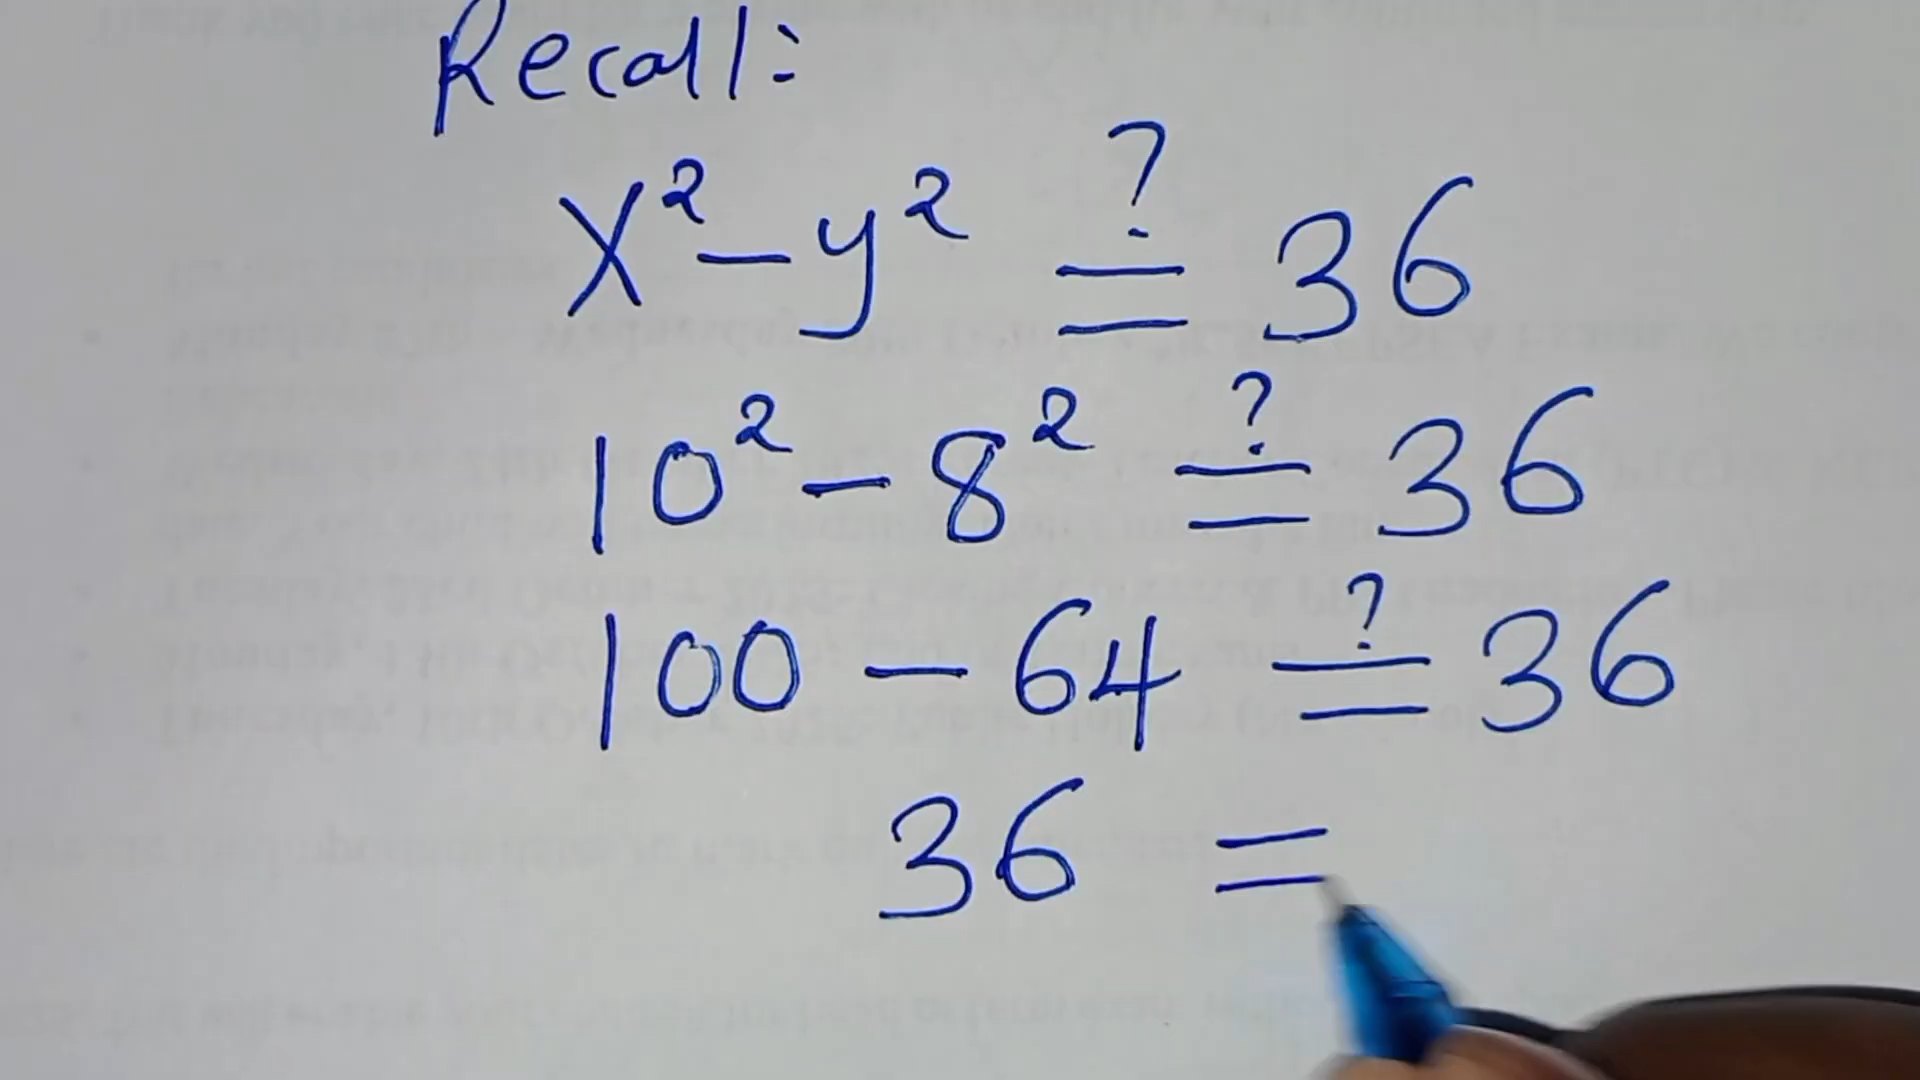 Recall:
x² - y² ?= 36
10² - 8² ?= 36
100 - 64 ?= 36
36 =